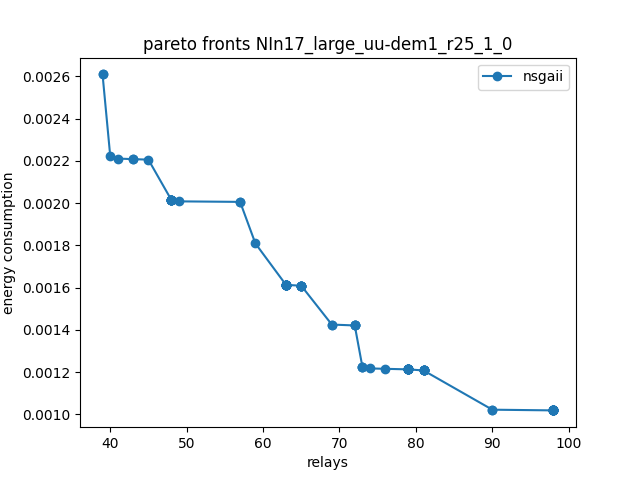 pareto fronts NIn17_large_uu-dem1_r25_1_0
nsgaii
energy consumption
0.0026
0.0024
0.0022
0.0020
0.0018
0.0016
0.0014
0.0012
0.0010
40 50 60 70 80 90 100
relays